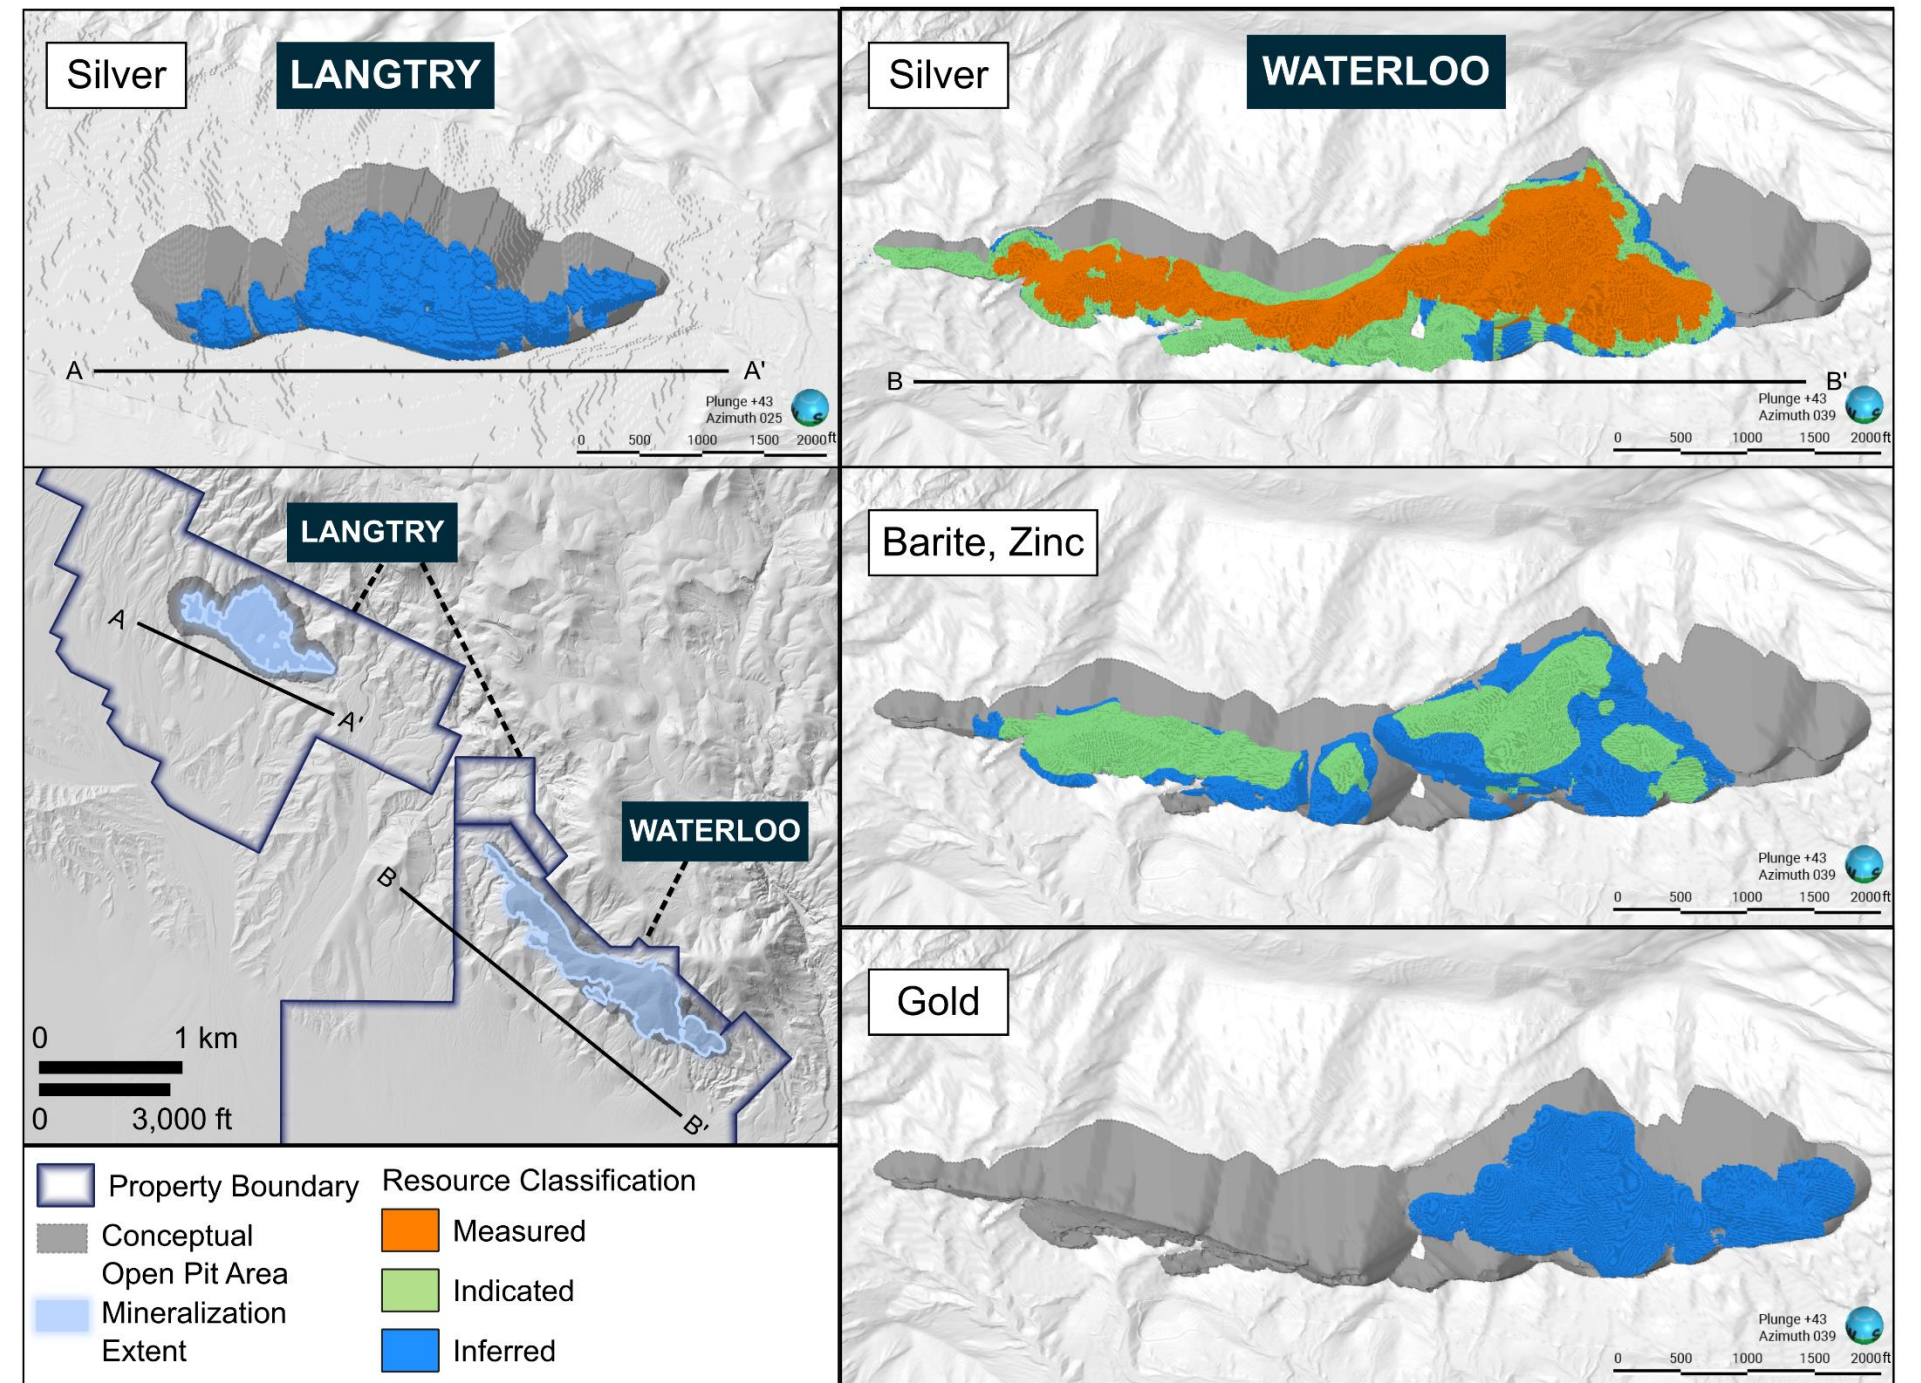 Silver
LANGTRY
A
A'
Plunge +43
Azimuth 025
0 500 1000 1500 2000ft
Silver
WATERLOO
B
B'
Plunge +43
Azimuth 039
0 500 1000 1500 2000ft
LANGTRY
A
A'
WATERLOO
B
B'
0 1 km
0 3,000 ft
Barite, Zinc
Plunge +43
Azimuth 039
0 500 1000 1500 2000ft
Gold
Plunge +43
Azimuth 039
0 500 1000 1500 2000ft
Property Boundary
Conceptual
Open Pit Area
Mineralization
Extent
Resource Classification
Measured
Indicated
Inferred